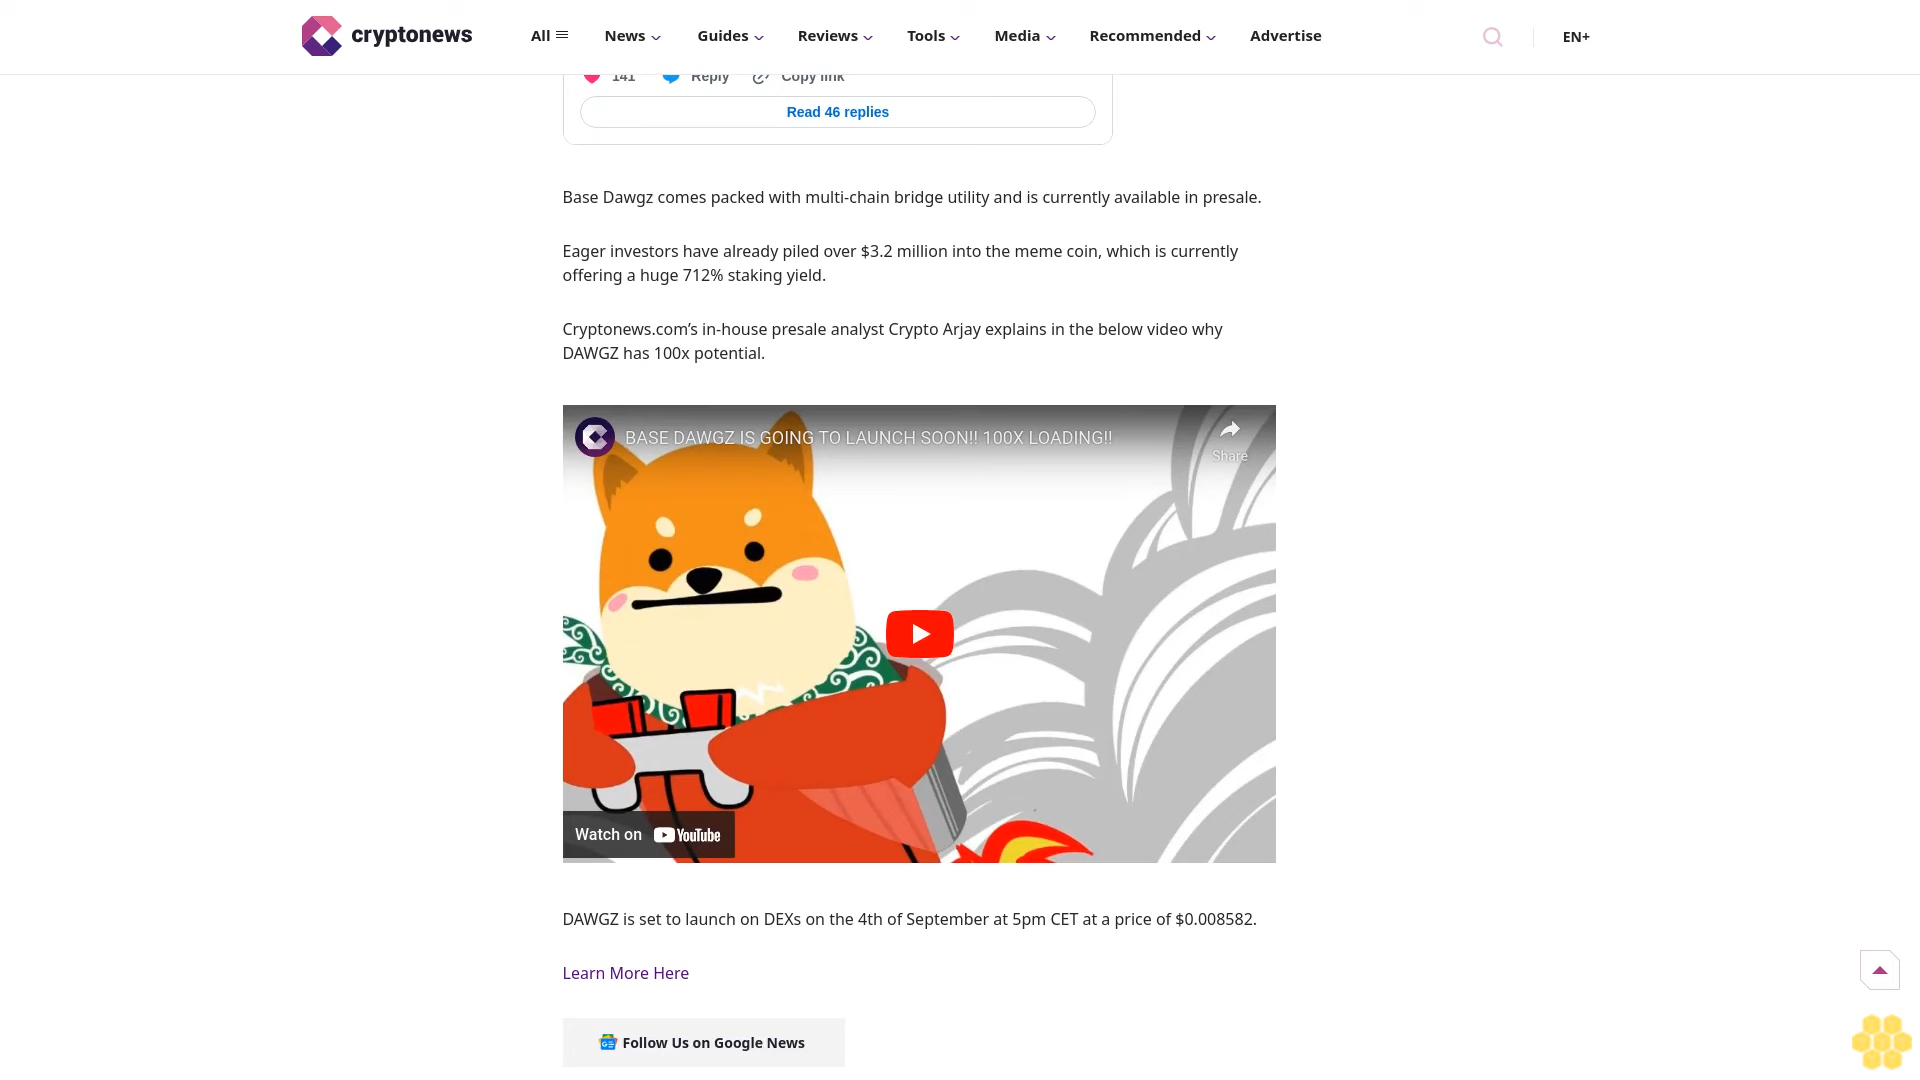 cryptonews
All
News
Guides
Reviews
Tools
Media
Recommended
Advertise
EN+
141
Reply
Copy link
Read 46 replies
Base Dawgz comes packed with multi-chain bridge utility and is currently available in presale.
Eager investors have already piled over $3.2 million into the meme coin, which is currently
offering a huge 712% staking yield.
Cryptonews.com’s in-house presale analyst Crypto Arjay explains in the below video why
DAWGZ has 100x potential.
BASE DAWGZ IS GOING TO LAUNCH SOON!! 100X LOADING!!
Share
Watch on YouTube
DAWGZ is set to launch on DEXs on the 4th of September at 5pm CET at a price of $0.008582.
Learn More Here
Follow Us on Google News